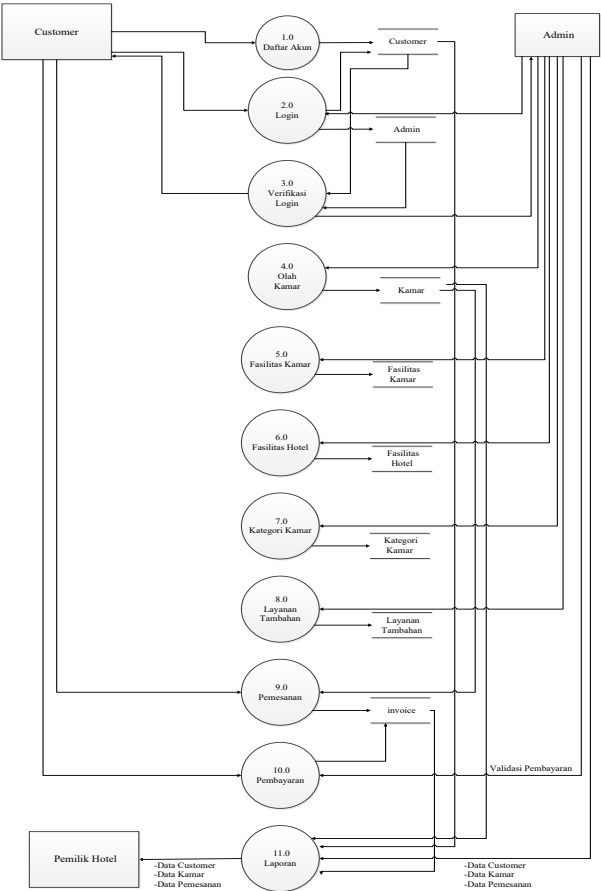 Customer
1.0
Daftar Akun
Customer
Admin
2.0
Login
Admin
3.0
Verifikasi
Login
4.0
Olah
Kamar
Kamar
5.0
Fasilitas Kamar
Fasilitas
Kamar
6.0
Fasilitas Hotel
Fasilitas
Hotel
7.0
Kategori Kamar
Kategori
Kamar
8.0
Layanan
Tambahan
Layanan
Tambahan
9.0
Pemesanan
invoice
10.0
Pembayaran
Validasi Pembayaran
Pemilik Hotel
-Data Customer
-Data Kamar
-Data Pemesanan
11.0
Laporan
-Data Customer
-Data Kamar
-Data Pemesanan